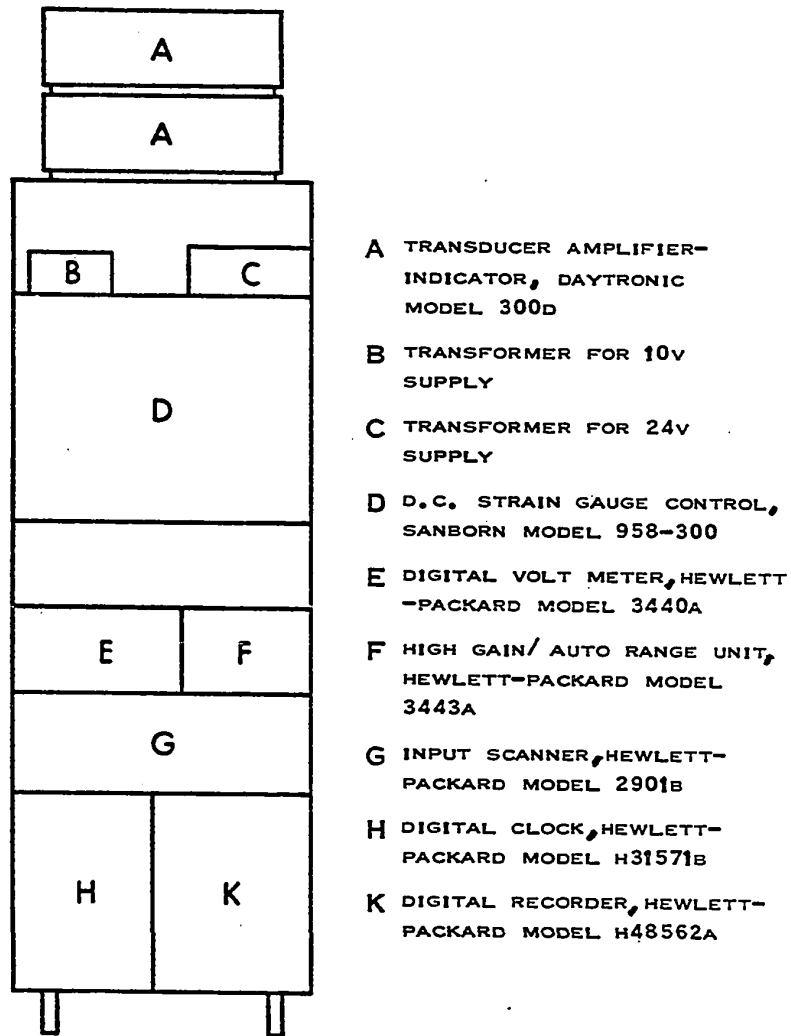 A
A
B C
D
E F
G
H K
A TRANSDUCER AMPLIFIER-
INDICATOR, DAYTRONIC
MODEL 300D
B TRANSFORMER FOR 10V
SUPPLY
C TRANSFORMER FOR 24V
SUPPLY
D D.C. STRAIN GAUGE CONTROL,
SANBORN MODEL 958-300
E DIGITAL VOLT METER, HEWLETT
-PACKARD MODEL 3440A
F HIGH GAIN/ AUTO RANGE UNIT,
HEWLETT-PACKARD MODEL
3443A
G INPUT SCANNER, HEWLETT-
PACKARD MODEL 2901B
H DIGITAL CLOCK, HEWLETT-
PACKARD MODEL H31571B
K DIGITAL RECORDER, HEWLETT-
PACKARD MODEL H48562A